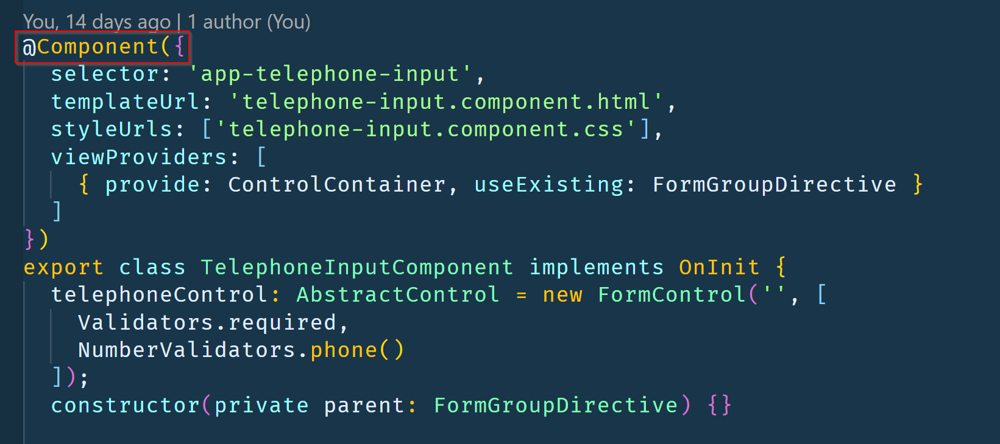 You, 14 days ago | 1 author (You)
@Component({
  selector: 'app-telephone-input',
  templateUrl: 'telephone-input.component.html',
  styleUrls: ['telephone-input.component.css'],
  viewProviders: [
    { provide: ControlContainer, useExisting: FormGroupDirective }
  ]
})
export class TelephoneInputComponent implements OnInit {
  telephoneControl: AbstractControl = new FormControl('', [
    Validators.required,
    NumberValidators.phone()
  ]);
  constructor(private parent: FormGroupDirective) {}